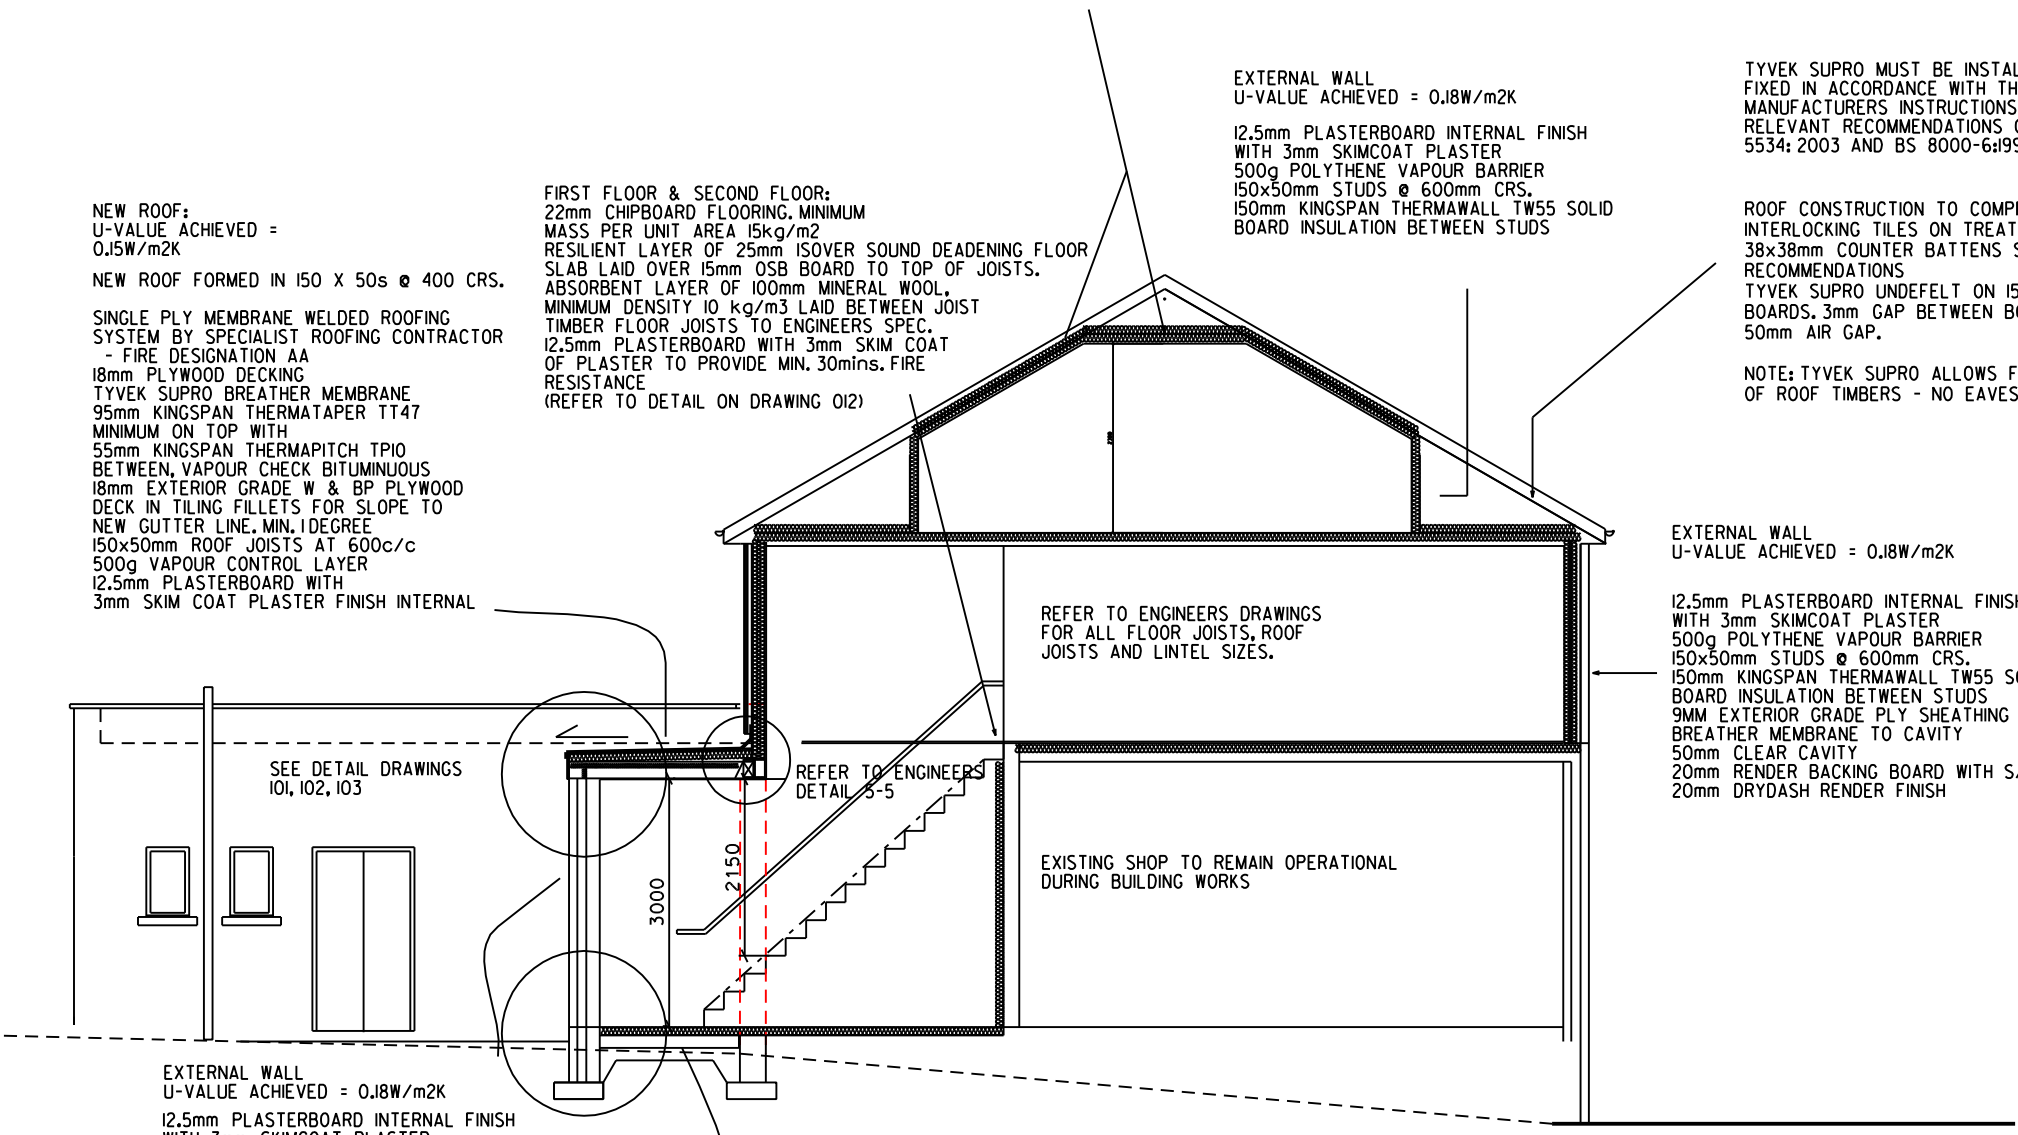 EXTERNAL WALL
U-VALUE ACHIEVED = 0.18W/m2K
12.5mm PLASTERBOARD INTERNAL FINISH
WITH 3mm SKIMCOAT PLASTER
500g POLYTHENE VAPOUR BARRIER
150x50mm STUDS @ 600mm CRS.
150mm KINGSPAN THERMAWALL TW55 SOLID
BOARD INSULATION BETWEEN STUDS
TYVEK SUPRO MUST BE INSTAL
FIXED IN ACCORDANCE WITH TH
MANUFACTURERS INSTRUCTIONS
RELEVANT RECOMMENDATIONS
5534: 2003 AND BS 8000-6:199
ROOF CONSTRUCTION TO COMP
INTERLOCKING TILES ON TREAT
38x38mm COUNTER BATTENS S
RECOMMENDATIONS
TYVEK SUPRO UNDEFELT ON 15
BOARDS. 3mm GAP BETWEEN BO
50mm AIR GAP.
NOTE: TYVEK SUPRO ALLOWS F
OF ROOF TIMBERS - NO EAVES
NEW ROOF:
U-VALUE ACHIEVED =
0.15W/m2K
NEW ROOF FORMED IN 150 X 50s @ 400 CRS.
SINGLE PLY MEMBRANE WELDED ROOFING
SYSTEM BY SPECIALIST ROOFING CONTRACTOR
- FIRE DESIGNATION AA
18mm PLYWOOD DECKING
TYVEK SUPRO BREATHER MEMBRANE
95mm KINGSPAN THERMATAPER TT47
MINIMUM ON TOP WITH
55mm KINGSPAN THERMAPITCH TP10
BETWEEN, VAPOUR CHECK BITUMINUOUS
18mm EXTERIOR GRADE W & BP PLYWOOD
DECK IN TILING FILLETS FOR SLOPE TO
NEW GUTTER LINE. MIN. 1 DEGREE
150x50mm ROOF JOISTS AT 600c/c
500g VAPOUR CONTROL LAYER
12.5mm PLASTERBOARD WITH
3mm SKIM COAT PLASTER FINISH INTERNAL
FIRST FLOOR & SECOND FLOOR:
22mm CHIPBOARD FLOORING. MINIMUM
MASS PER UNIT AREA 15kg/m2
RESILIENT LAYER OF 25mm ISOVER SOUND DEADENING FLOOR
SLAB LAID OVER 15mm OSB BOARD TO TOP OF JOISTS.
ABSORBENT LAYER OF 100mm MINERAL WOOL,
MINIMUM DENSITY 10 kg/m3 LAID BETWEEN JOIST
TIMBER FLOOR JOISTS TO ENGINEERS SPEC.
12.5mm PLASTERBOARD WITH 3mm SKIM COAT
OF PLASTER TO PROVIDE MIN. 30mins. FIRE
RESISTANCE
(REFER TO DETAIL ON DRAWING 012)
EXTERNAL WALL
U-VALUE ACHIEVED = 0.18W/m2K
12.5mm PLASTERBOARD INTERNAL FINISH
WITH 3mm SKIMCOAT PLASTER
500g POLYTHENE VAPOUR BARRIER
150x50mm STUDS @ 600mm CRS.
150mm KINGSPAN THERMAWALL TW55 SO
BOARD INSULATION BETWEEN STUDS
9MM EXTERIOR GRADE PLY SHEATHING
BREATHER MEMBRANE TO CAVITY
50mm CLEAR CAVITY
20mm RENDER BACKING BOARD WITH S
20mm DRYDASH RENDER FINISH
REFER TO ENGINEERS DRAWINGS
FOR ALL FLOOR JOISTS, ROOF
JOISTS AND LINTEL SIZES.
SEE DETAIL DRAWINGS
101, 102, 103
REFER TO ENGINEERS
DETAIL 5-5
3000
2150
EXISTING SHOP TO REMAIN OPERATIONAL
DURING BUILDING WORKS
EXTERNAL WALL
U-VALUE ACHIEVED = 0.18W/m2K
12.5mm PLASTERBOARD INTERNAL FINISH
WITH 3mm SKIMCOAT PLASTER